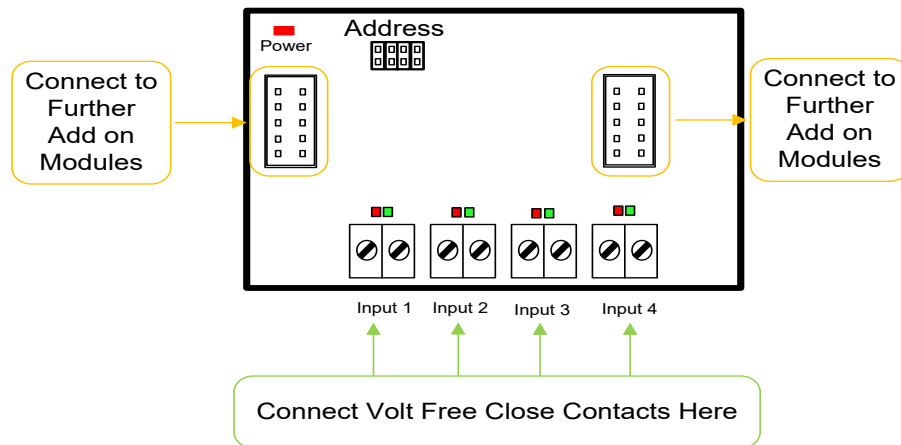 Address
Power
Connect to
Further
Add on
Modules
Connect to
Further
Add on
Modules
Input 1
Input 2
Input 3
Input 4
Connect Volt Free Close Contacts Here